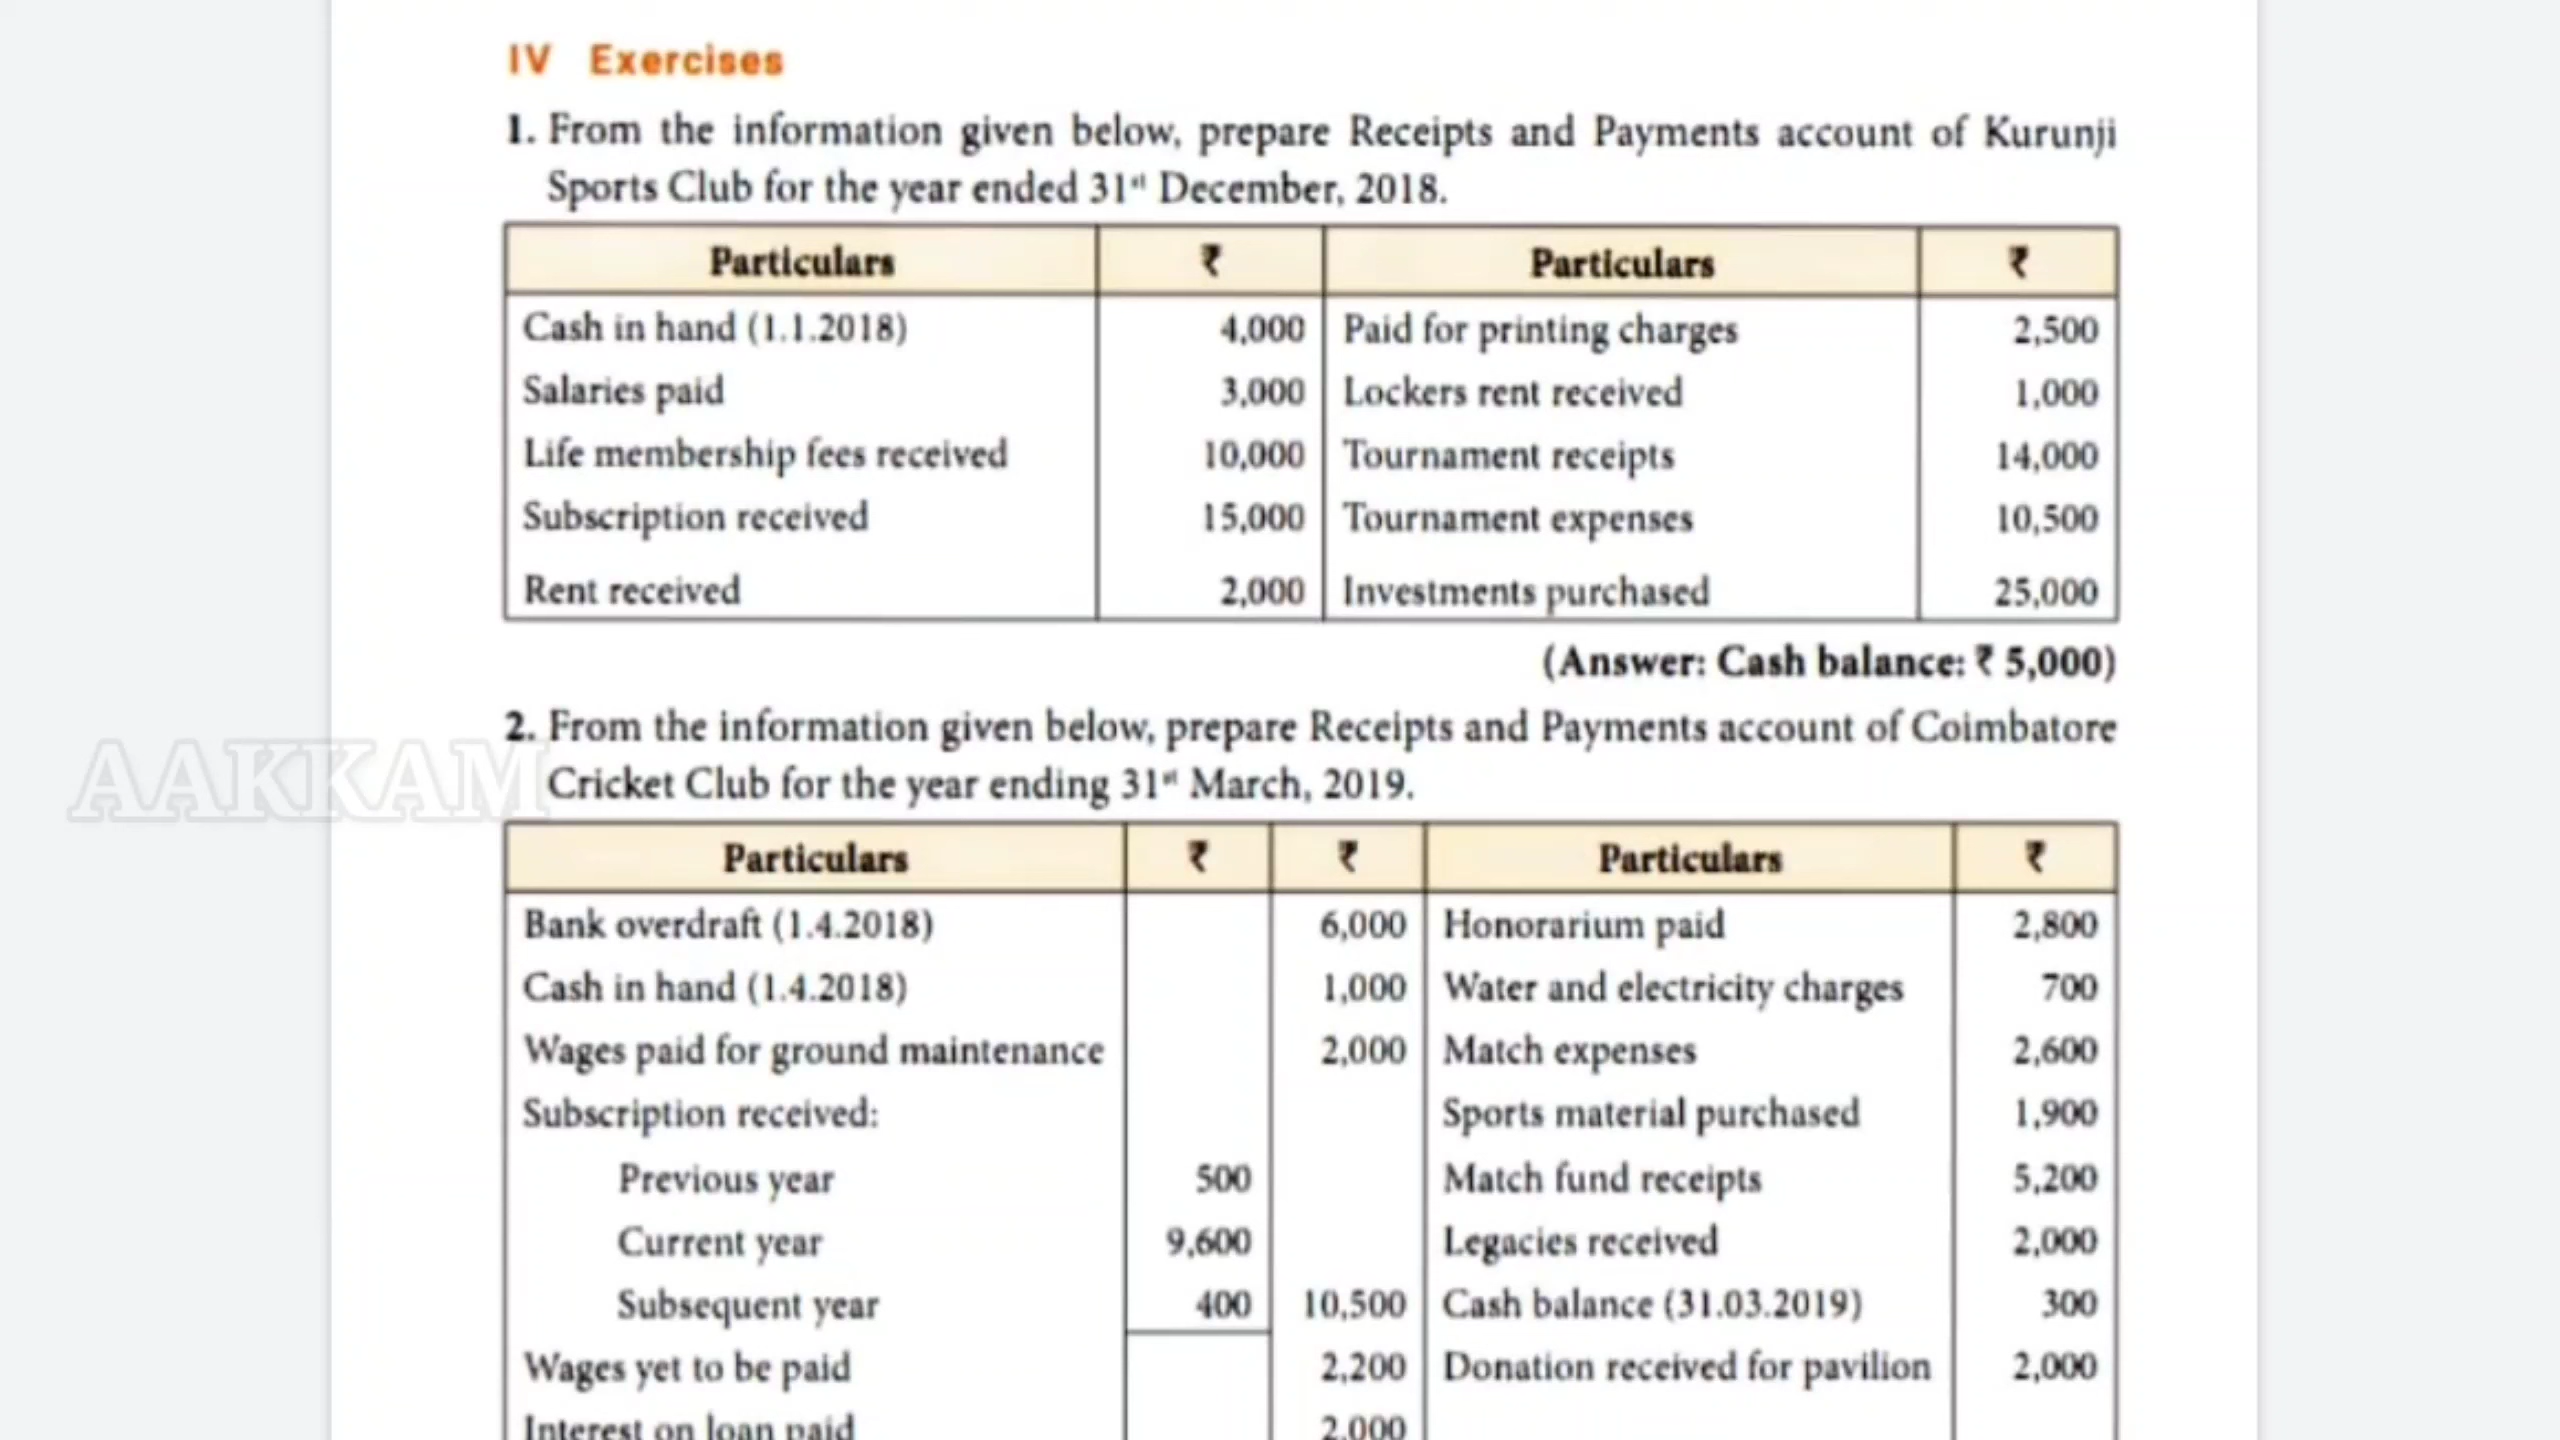 IV Exercises
1. From the information given below, prepare Receipts and Payments account of Kurunji
Sports Club for the year ended 31st December, 2018.
Particulars ₹ Particulars ₹
Cash in hand (1.1.2018) 4,000 Paid for printing charges 2,500
Salaries paid 3,000 Lockers rent received 1,000
Life membership fees received 10,000 Tournament receipts 14,000
Subscription received 15,000 Tournament expenses 10,500
Rent received 2,000 Investments purchased 25,000
(Answer: Cash balance: ₹ 5,000)
2. From the information given below, prepare Receipts and Payments account of Coimbatore
AAKKAM
Cricket Club for the year ending 31st March, 2019.
Particulars ₹ ₹ Particulars ₹
Bank overdraft (1.4.2018) 6,000 Honorarium paid 2,800
Cash in hand (1.4.2018) 1,000 Water and electricity charges 700
Wages paid for ground maintenance 2,000 Match expenses 2,600
Subscription received: Sports material purchased 1,900
Previous year 500 Match fund receipts 5,200
Current year 9,600 Legacies received 2,000
Subsequent year 400 10,500 Cash balance (31.03.2019) 300
Wages yet to be paid 2,200 Donation received for pavilion 2,000
Interest on loan paid 2,000